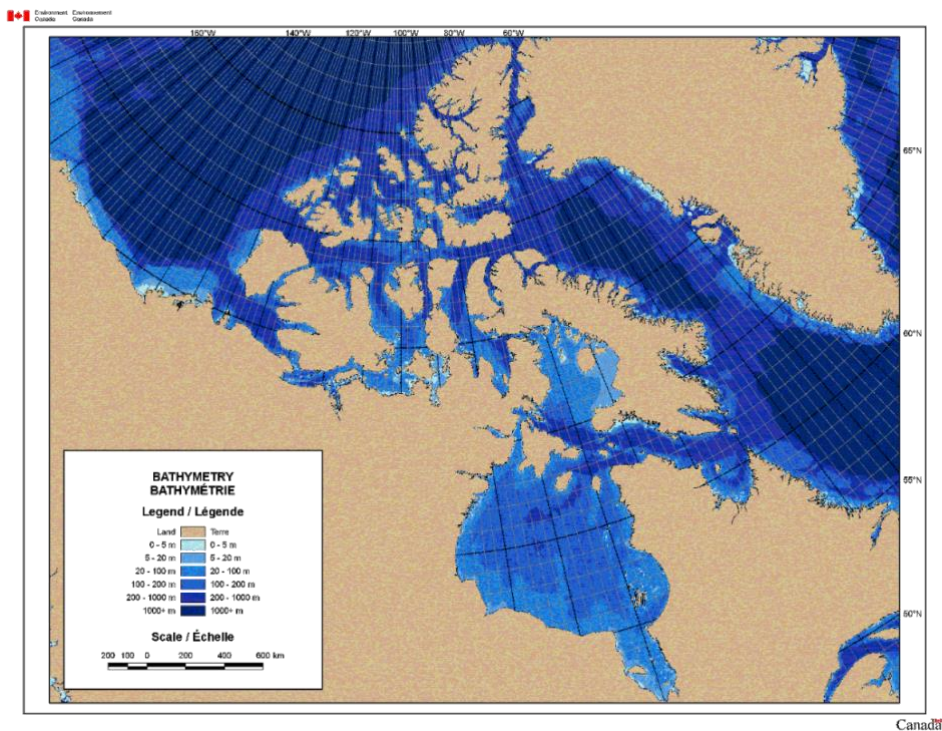 Environment Environnement
Canada Canada
160°W 140°W 120°W 100°W 80°W 60°W
65°N
60°N
55°N
50°N
BATHYMETRY
BATHYMÉTRIE
Legend / Légende
Land Terre
0 - 5 m 0 - 5 m
5 - 20 m 5 - 20 m
20 - 100 m 20 - 100 m
100 - 200 m 100 - 200 m
200 - 1000 m 200 - 1000 m
1000+ m 1000+ m
Scale / Échelle
200 100 0 200 400 600 km
Canada